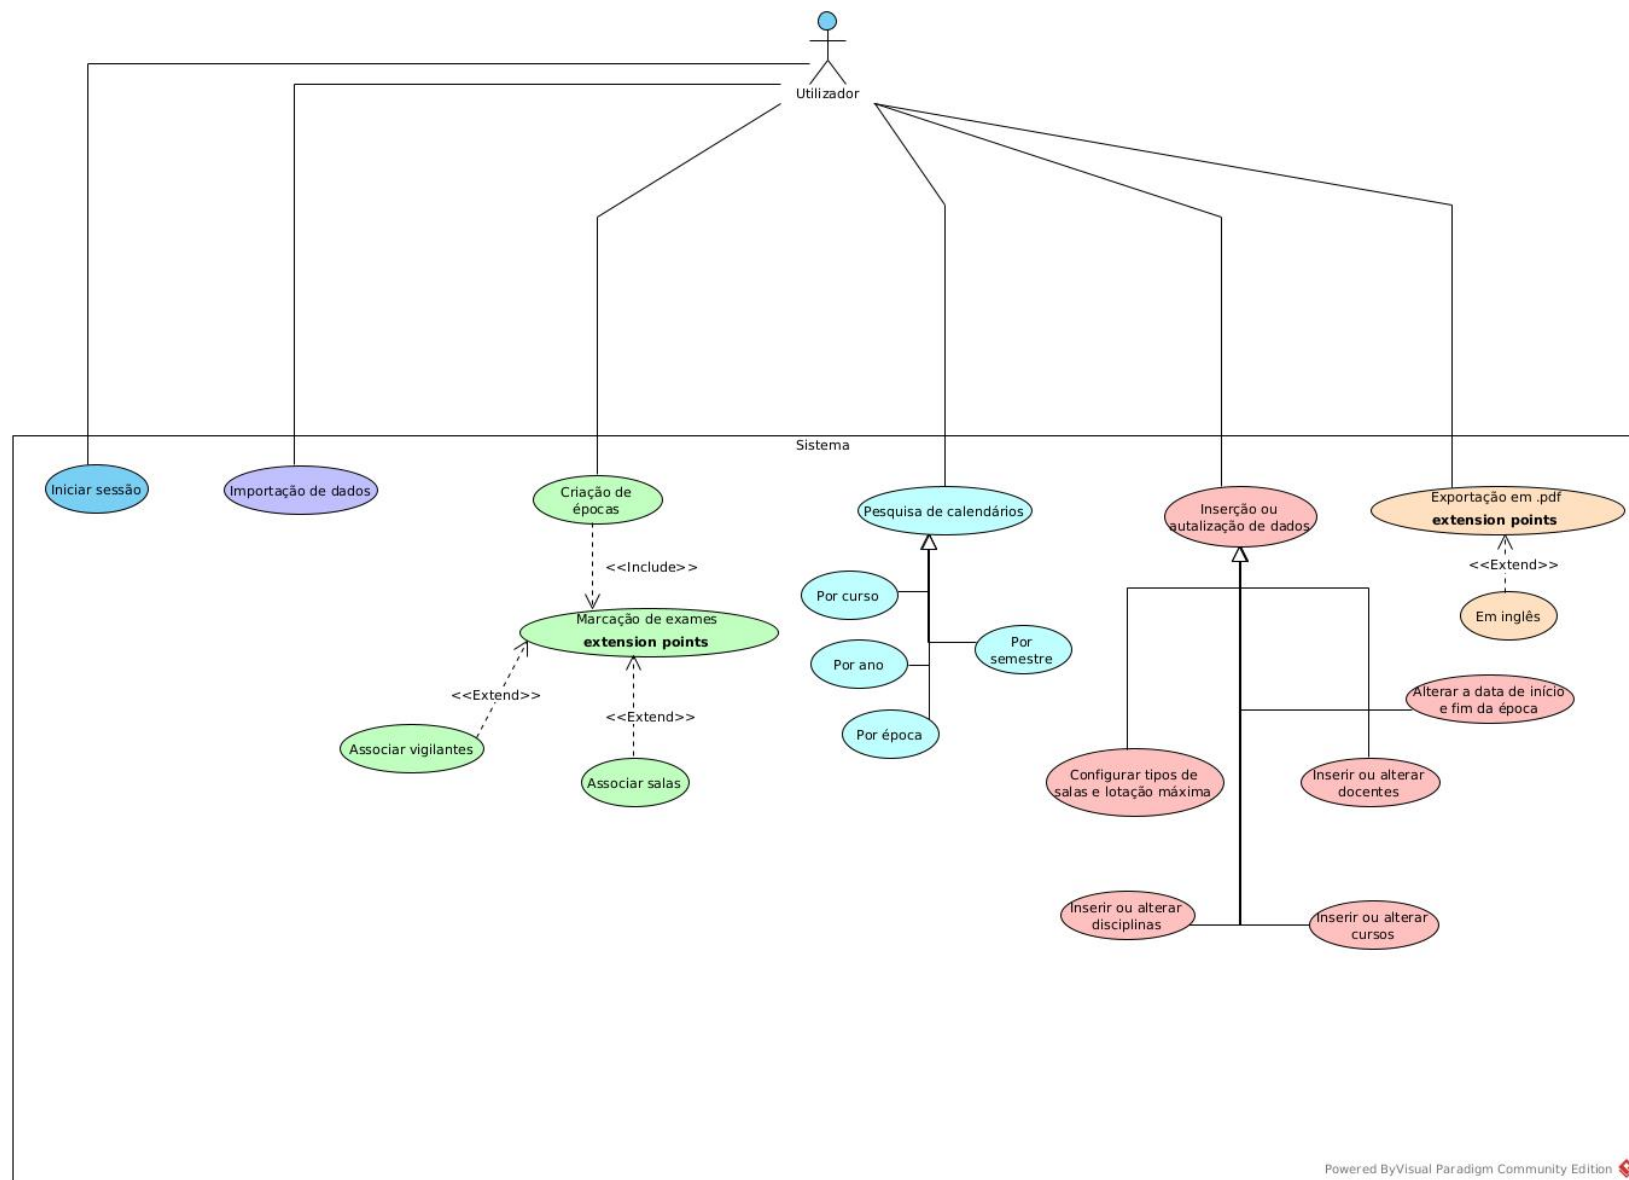 Utilizador
Sistema
Iniciar sessão
Importação de dados
Criação de
épocas
<<Include>>
Marcação de exames
extension points
<<Extend>>
<<Extend>>
Associar vigilantes
Associar salas
Pesquisa de calendários
Por curso
Por ano
Por
semestre
Por época
Inserção ou
autalização de dados
Configurar tipos de
salas e lotação máxima
Alterar a data de início
e fim da época
Inserir ou alterar
docentes
Inserir ou alterar
disciplinas
Inserir ou alterar
cursos
Exportação em .pdf
extension points
<<Extend>>
Em inglês
Powered ByVisual Paradigm Community Edition